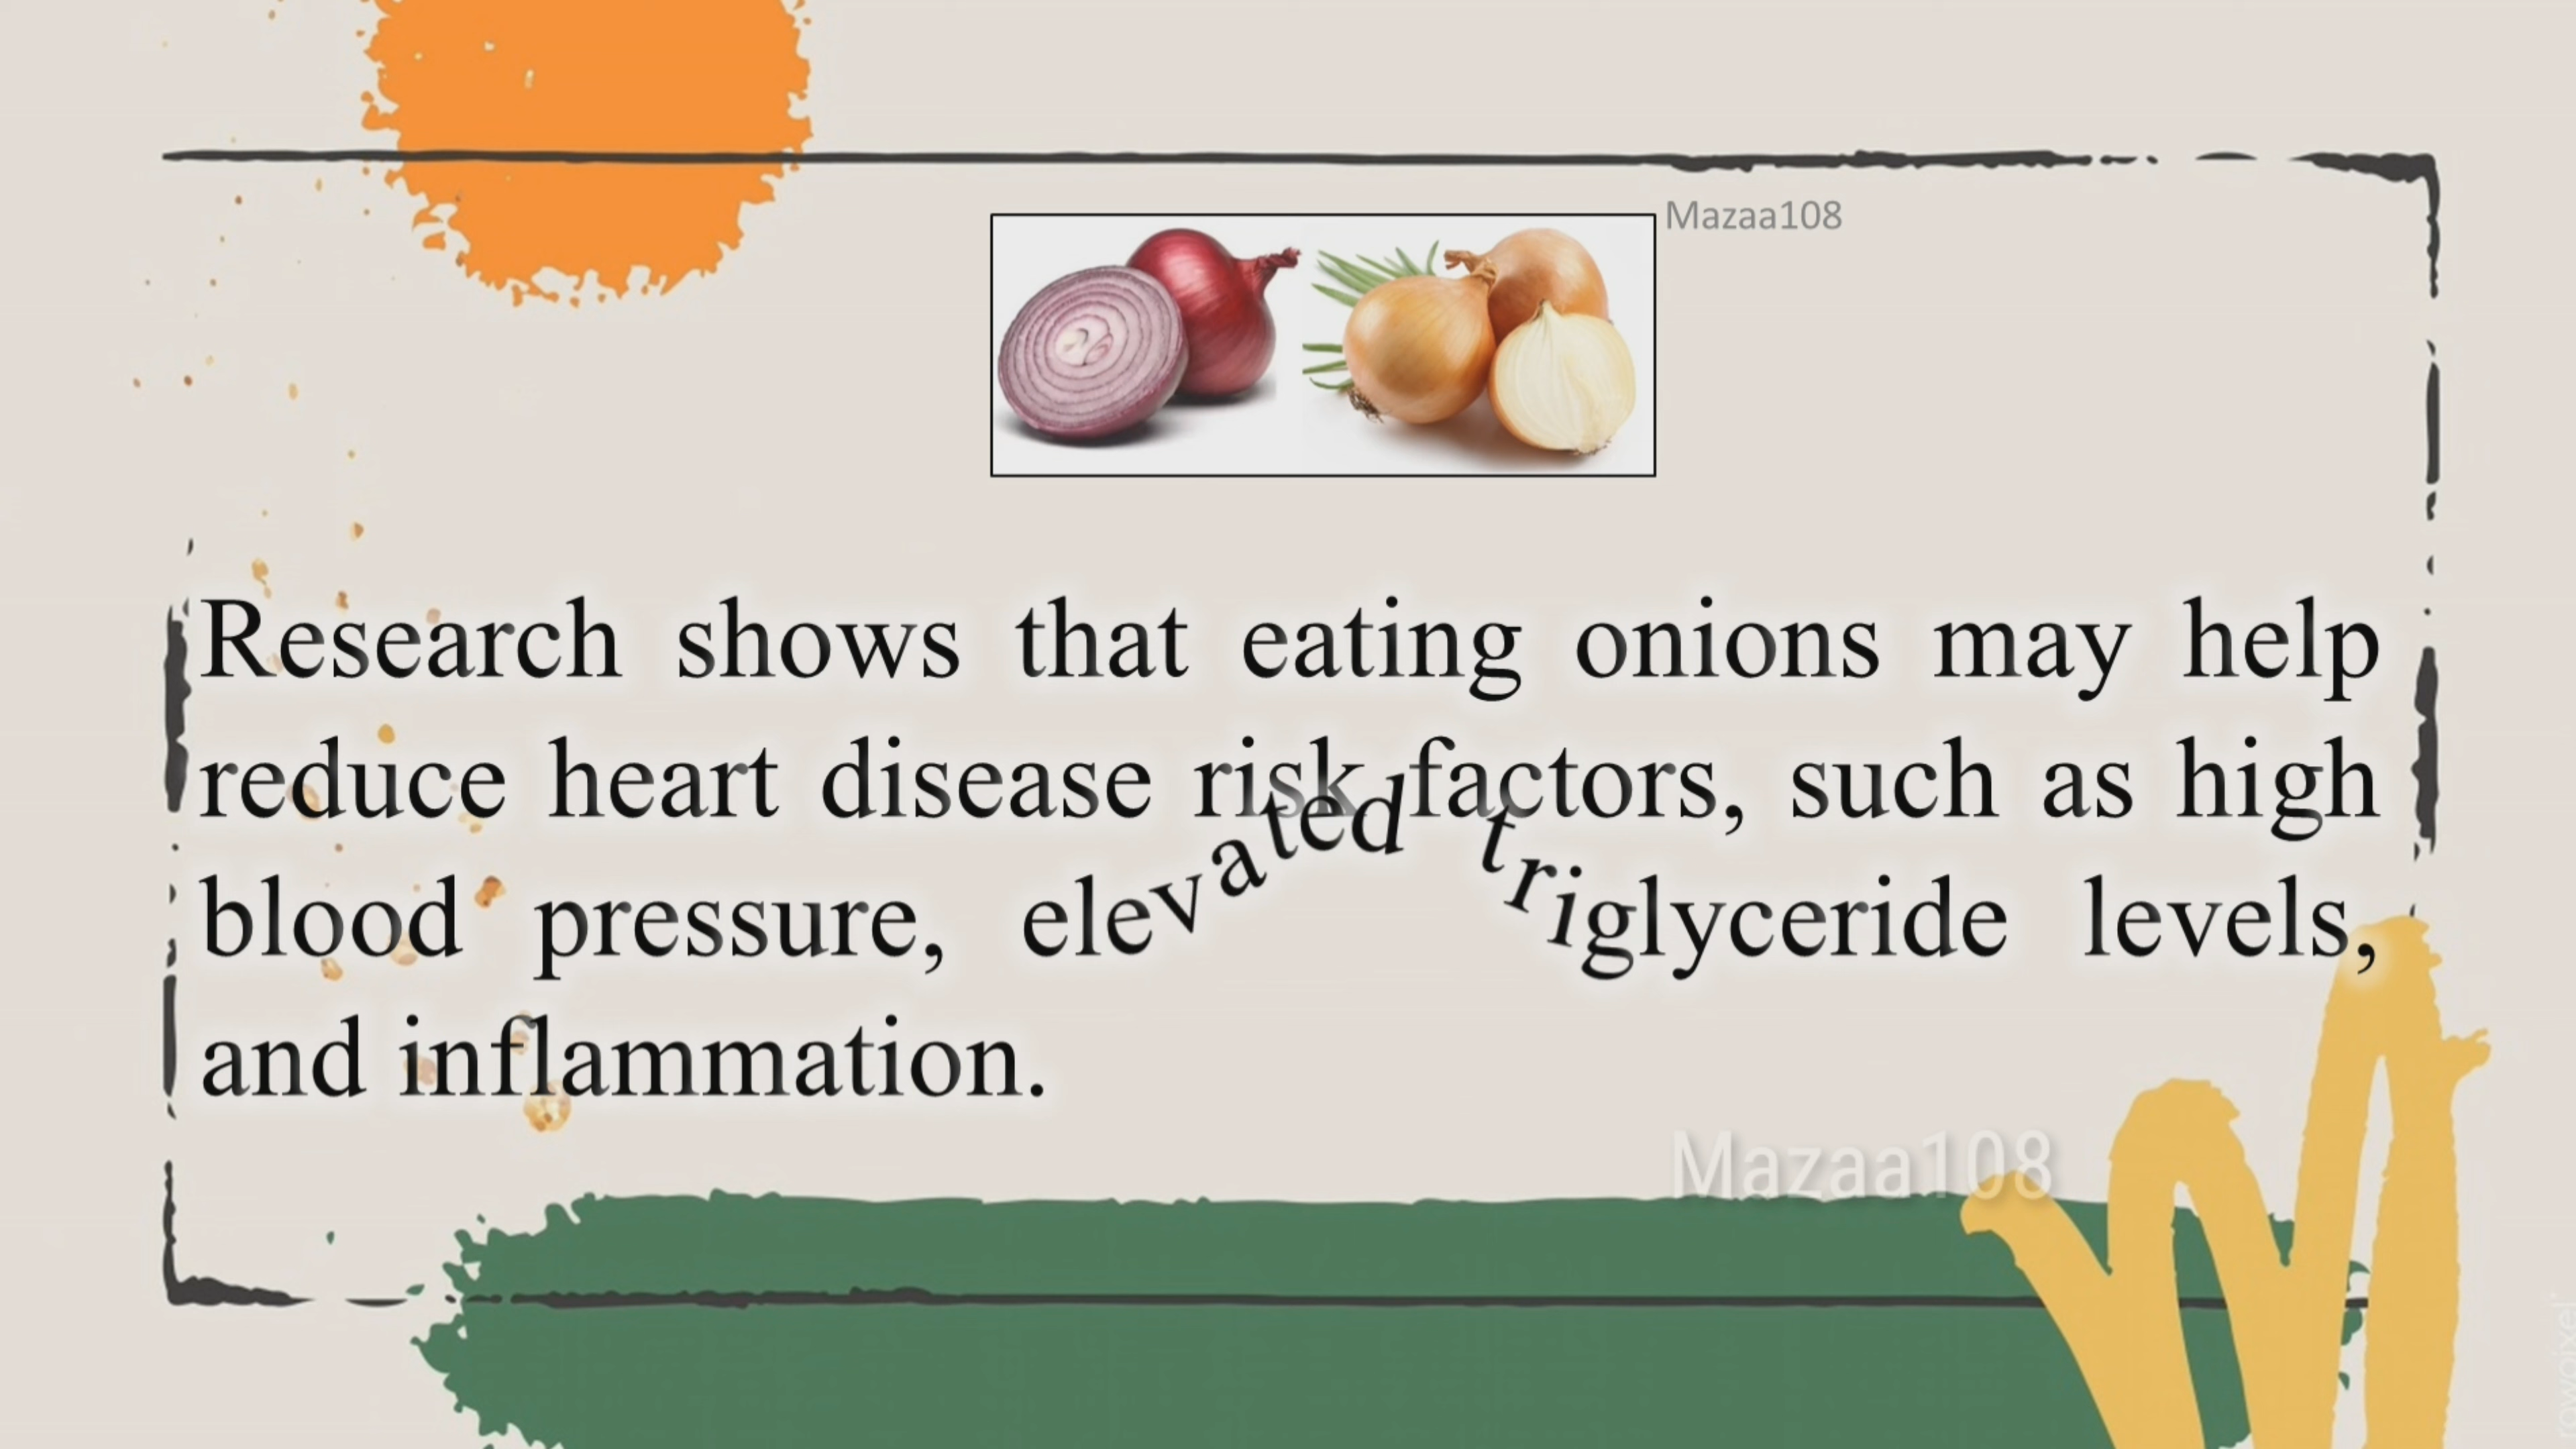 Mazaa108
Research shows that eating onions may help
reduce heart disease risk factors, such as high
blood pressure, elevated triglyceride levels,
and inflammation.
Mazaa108